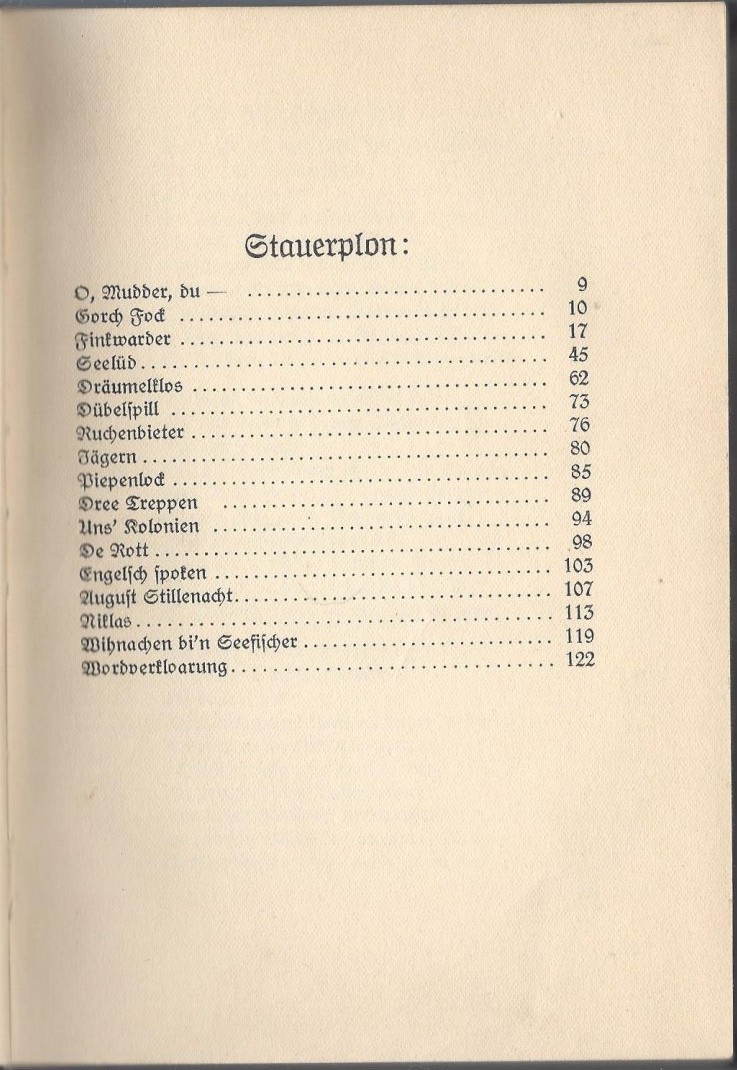 Stauerplon:
O, Mudder, du — .............................. 9
Gorch Fock .............................. 10
Finkwarder .............................. 17
Seelüd .............................. 45
Dräumelklos .............................. 62
Dübelspill .............................. 73
Ruchenbieter .............................. 76
Jägern .............................. 80
Piepenlock .............................. 85
Dree Treppen .............................. 89
Uns' Kolonien .............................. 94
De Rott .............................. 98
Engelsch spoken .............................. 103
August Stillenacht .............................. 107
Niklas .............................. 113
Wihnachen bi'n Seefischer .............................. 119
Wordverkloarung .............................. 122